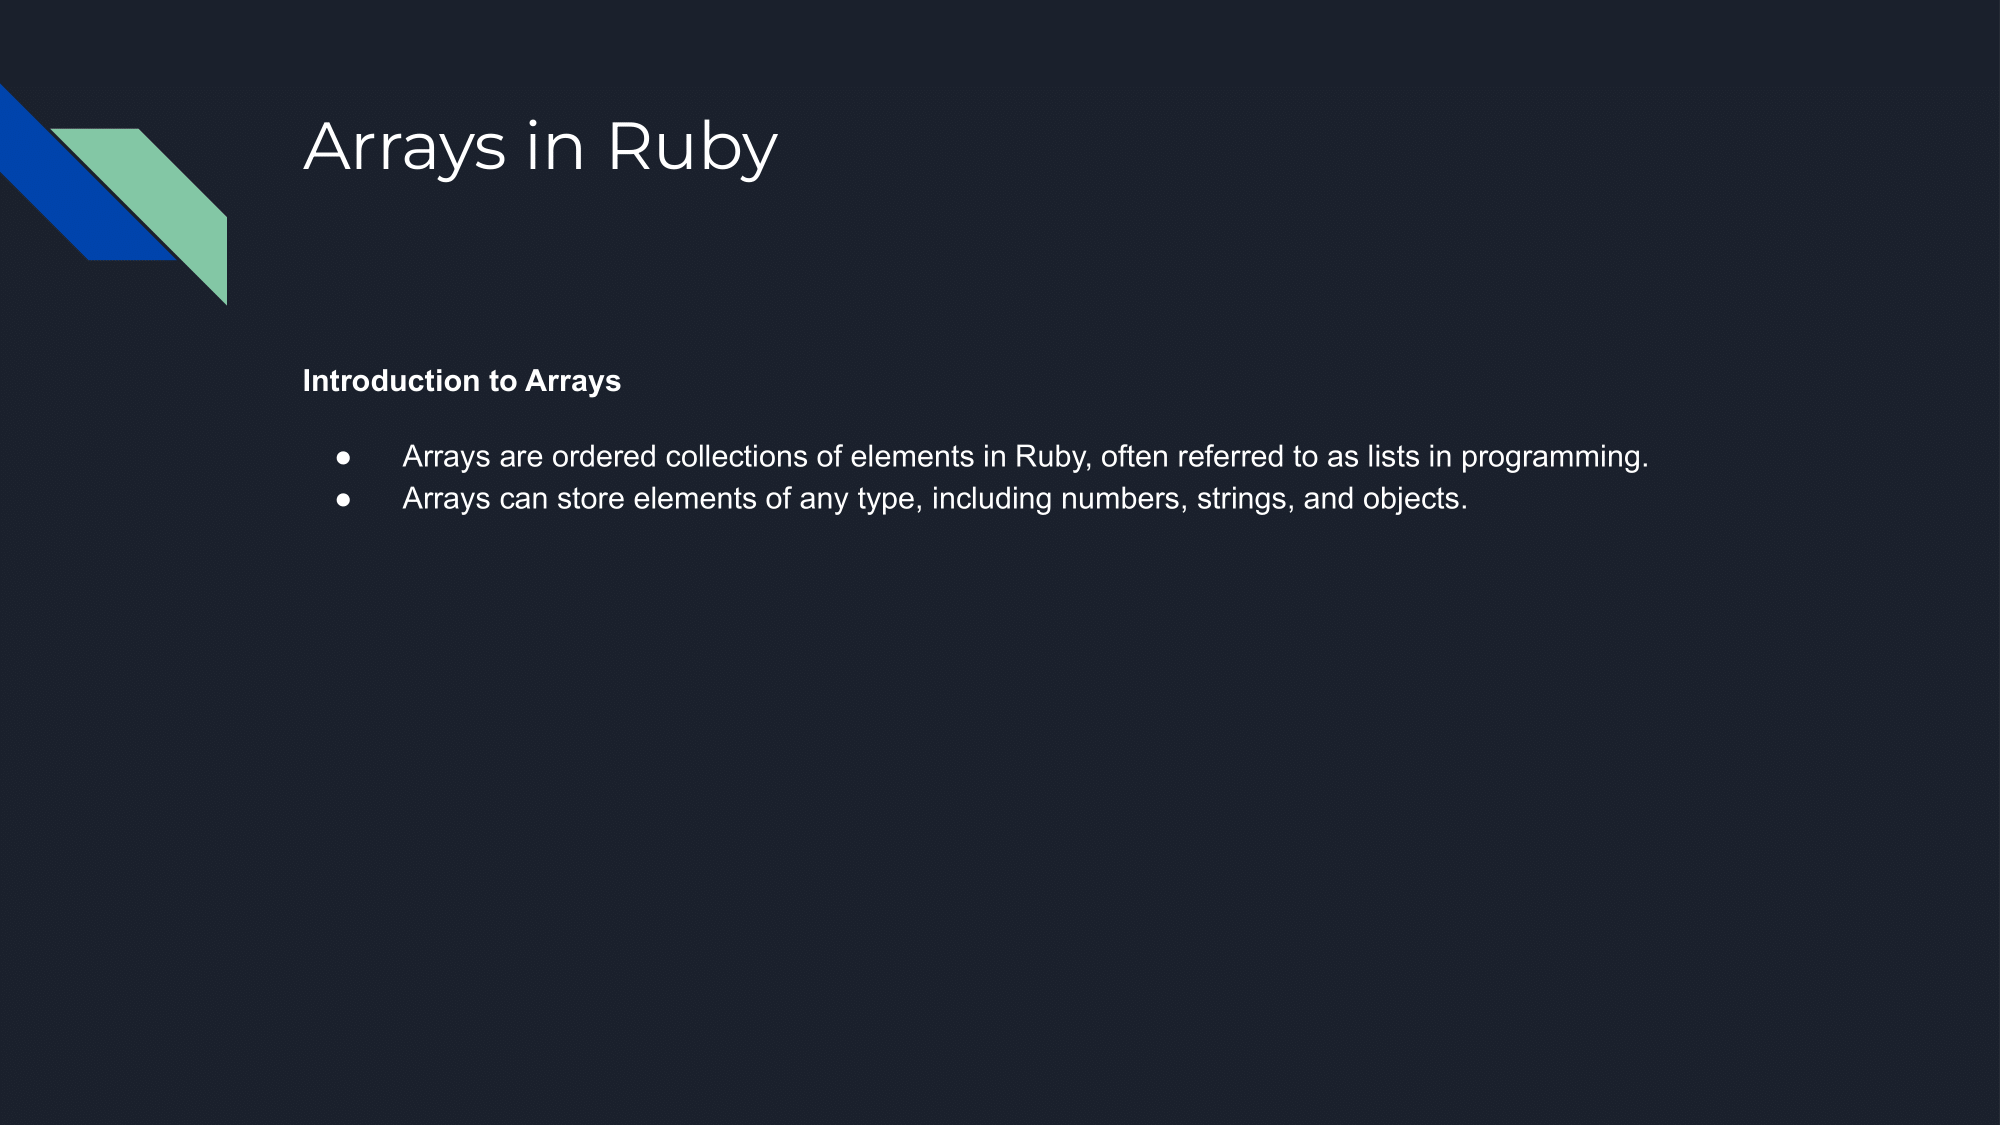 Arrays in Ruby
Introduction to Arrays
● Arrays are ordered collections of elements in Ruby, often referred to as lists in programming.
● Arrays can store elements of any type, including numbers, strings, and objects.